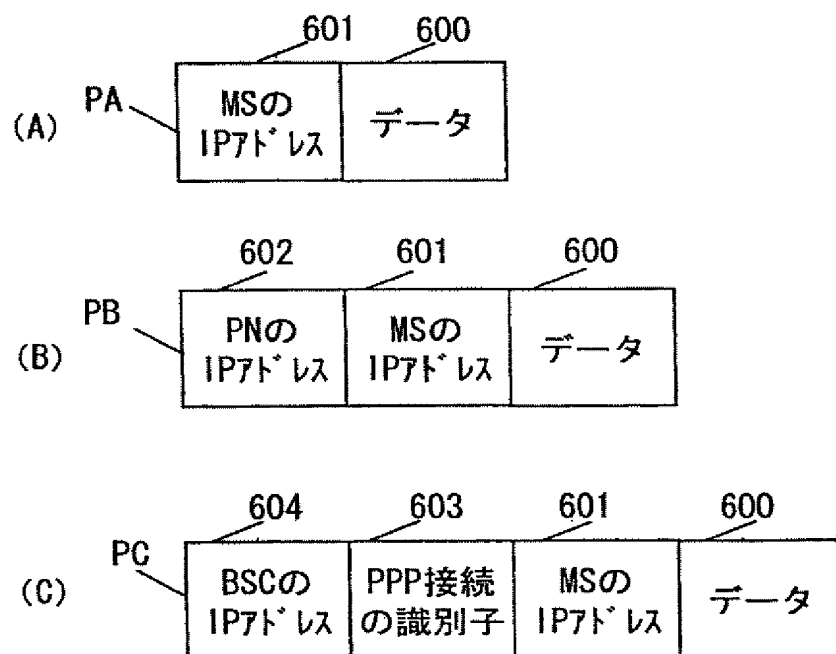 601 600
(A) PA MSの データ
IPアドレス
602 601 600
(B) PB PNの MSの データ
IPアドレス IPアドレス
604 603 601 600
(C) PC BSCの PPP接続 MSの データ
IPアドレス の識別子 IPアドレス